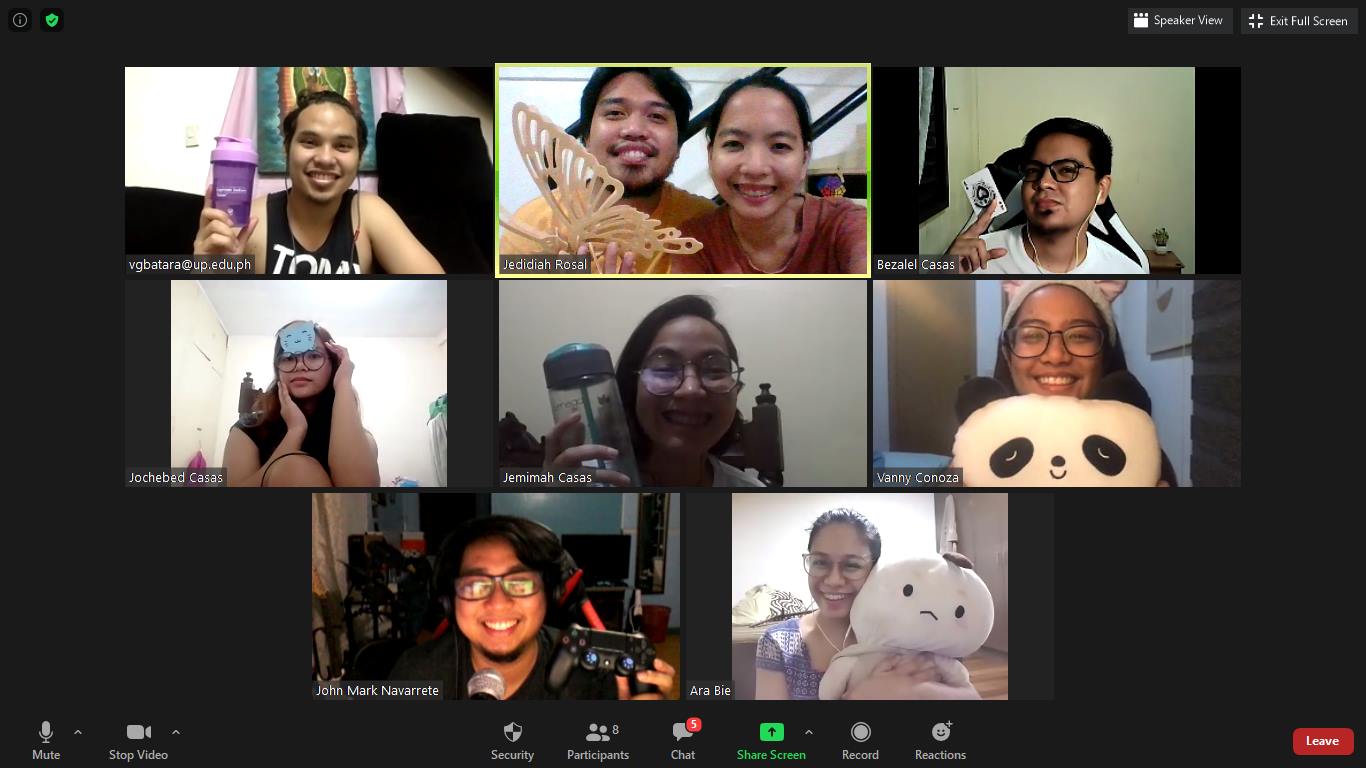 Speaker View
Exit Full Screen
vgbatara@up.edu.ph
Jedidiah Rosal
Bezalel Casas
Jochebed Casas
Jemimah Casas
Vanny Conoza
John Mark Navarrete
Ara Bie
Mute
Stop Video
Security
Participants
8
Chat
5
Share Screen
Record
Reactions
Leave